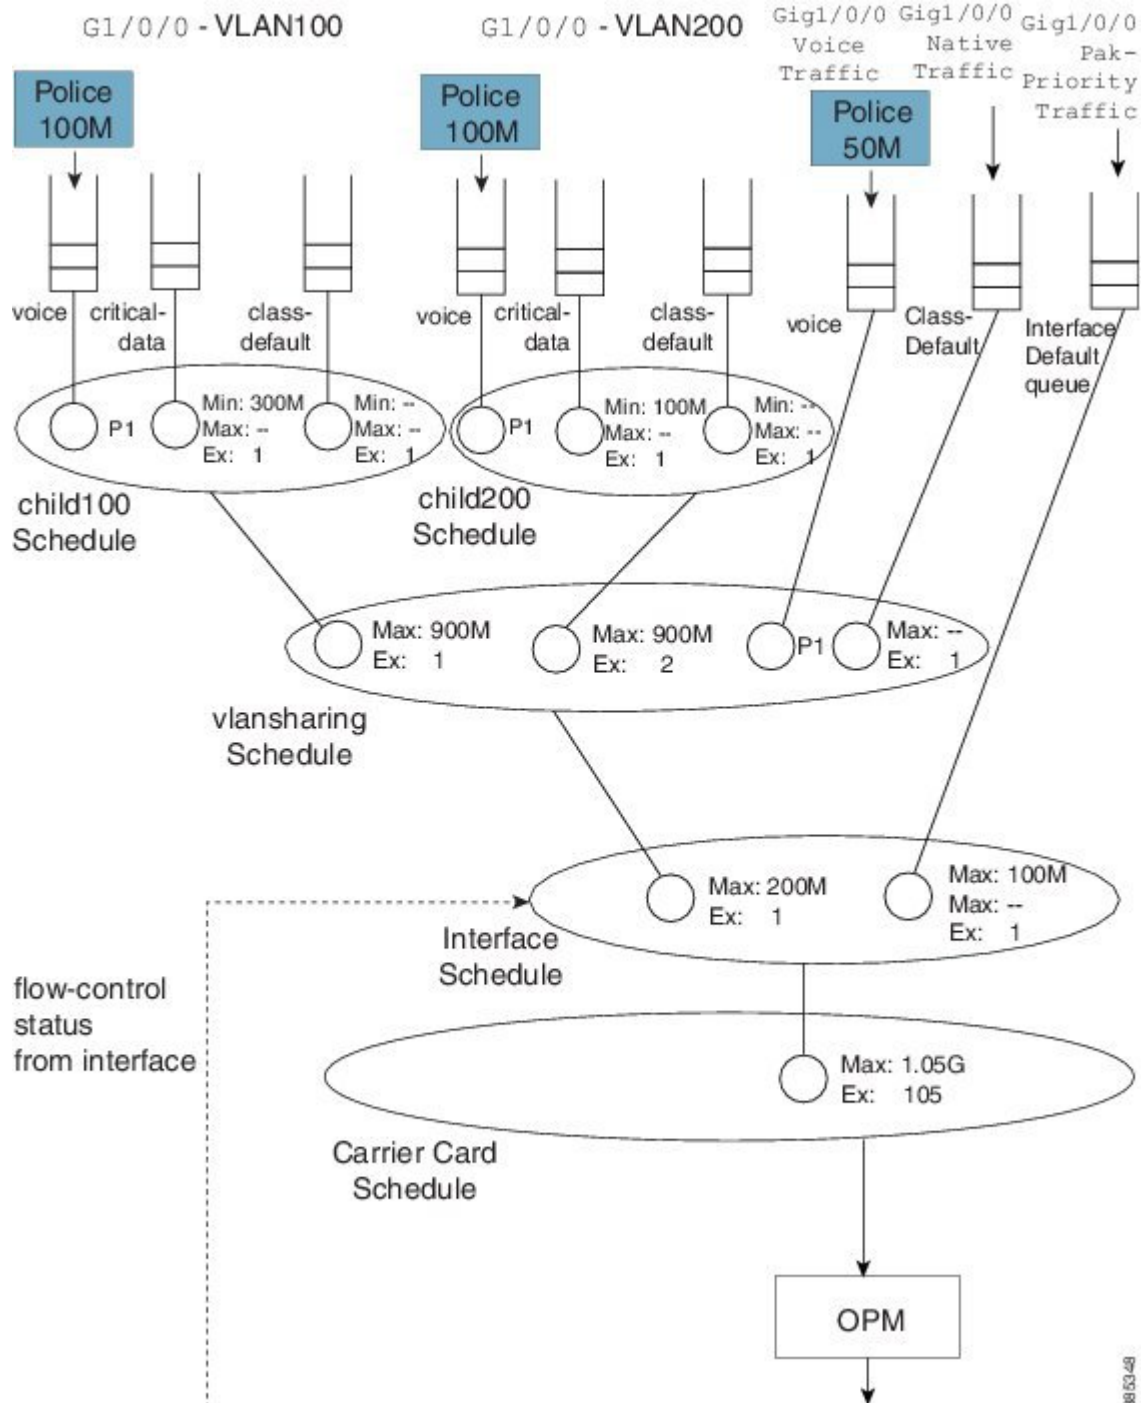 G1/0/0 - VLAN100
G1/0/0 - VLAN200
Gig1/0/0
Voice
Traffic
Gig1/0/0
Native
Traffic
Gig1/0/0
Pak-
Priority
Traffic
Police
100M
Police
100M
Police
50M
voice
critical-
data
class-
default
voice
critical-
data
class-
default
voice
Class-
Default
Interface
Default
queue
P1
Min: 300M
Max: --
Ex: 1
Min: --
Max: --
Ex: 1
P1
Min: 100M
Max: --
Ex: 1
Min: --
Max: --
Ex: 1
child100
Schedule
child200
Schedule
Max: 900M
Ex: 1
Max: 900M
Ex: 2
P1
Max: --
Ex: 1
vlansharing
Schedule
Max: 200M
Ex: 1
Max: 100M
Max: --
Ex: 1
Interface
Schedule
flow-control
status
from interface
Max: 1.05G
Ex: 105
Carrier Card
Schedule
OPM